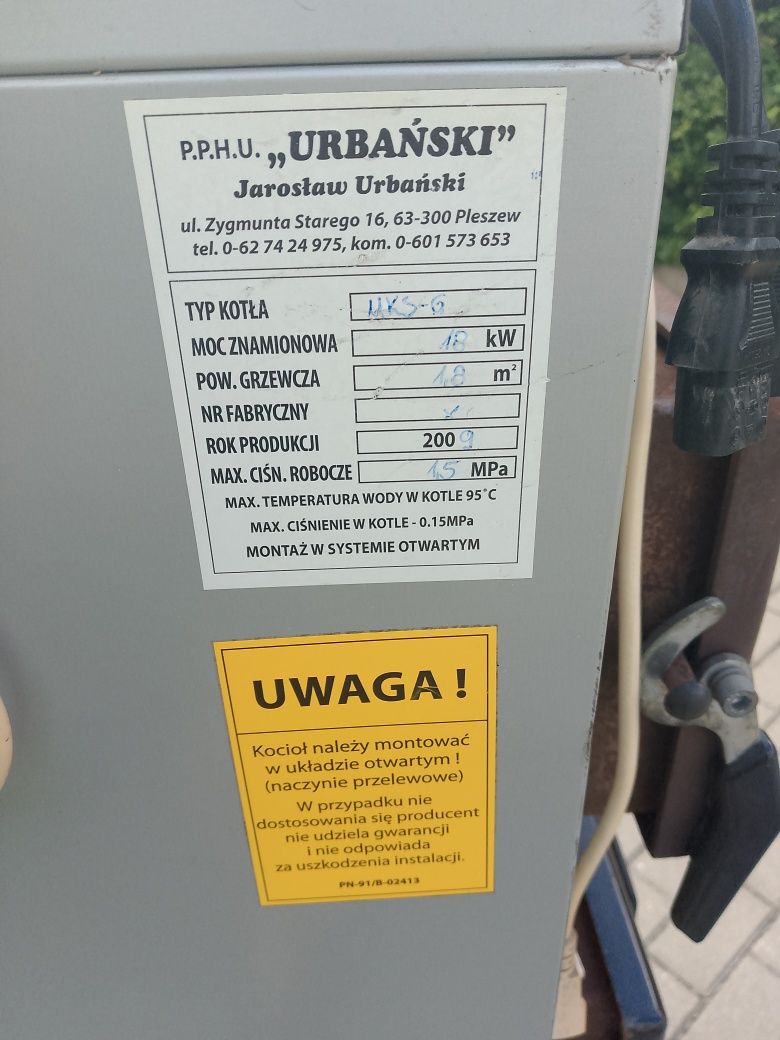 P.P.H.U. „URBAŃSKI”
Jarosław Urbański
ul. Zygmunta Starego 16, 63-300 Pleszew
tel. 0-62 74 24 975, kom. 0-601 573 653
TYP KOTŁA UKS-G
MOC ZNAMIONOWA 18 kW
POW. GRZEWCZA 1,8 m²
NR FABRYCZNY
ROK PRODUKCJI 2009
MAX. CIŚN. ROBOCZE 1,5 MPa
MAX. TEMPERATURA WODY W KOTLE 95°C
MAX. CIŚNIENIE W KOTLE - 0.15MPa
MONTAŻ W SYSTEMIE OTWARTYM
UWAGA !
Kocioł należy montować
w układzie otwartym !
(naczynie przelewowe)
W przypadku nie
dostosowania się producent
nie udziela gwarancji
i nie odpowiada
za uszkodzenia instalacji.
PN-91/B-02413